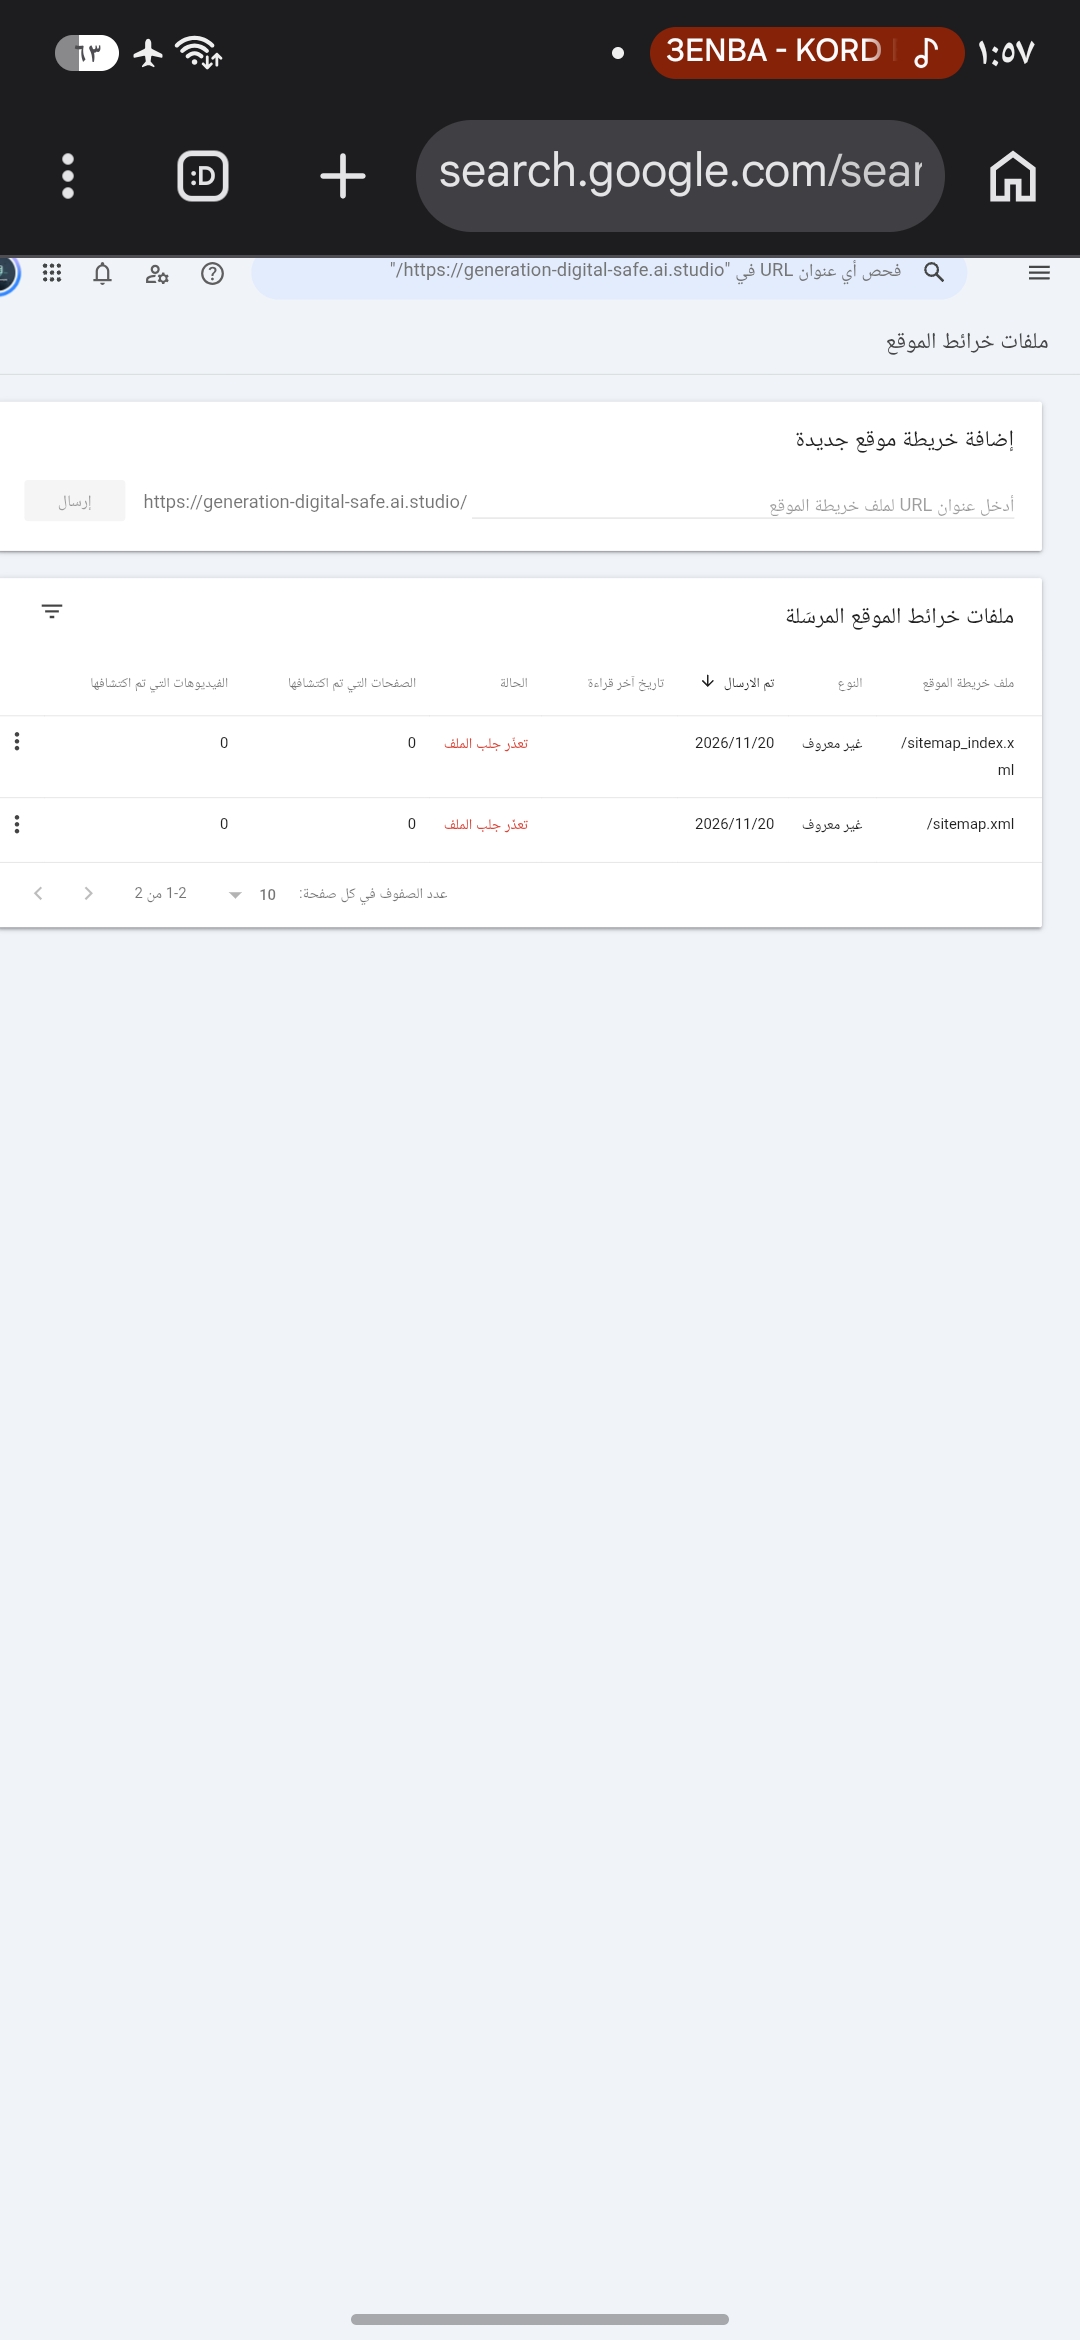 ١:٥٧
3ENBA - KORD
٦٣
search.google.com/sear
:D
فحص أي عنوان URL في "https://generation-digital-safe.ai.studio/"
ملفات خرائط الموقع
إضافة خريطة موقع جديدة
أدخل عنوان URL لملف خريطة الموقع
https://generation-digital-safe.ai.studio/
إرسال
ملفات خرائط الموقع المرسَلة
ملف خريطة الموقع النوع تم الارسال تاريخ آخر قراءة الحالة الصفحات التي تم اكتشافها الفيديوهات التي تم اكتشافها
/sitemap_index.x غير معروف 2026/11/20 تعذّر جلب الملف 0 0
ml
/sitemap.xml غير معروف 2026/11/20 تعذّر جلب الملف 0 0
عدد الصفوف في كل صفحة: 10 1-2 من 2